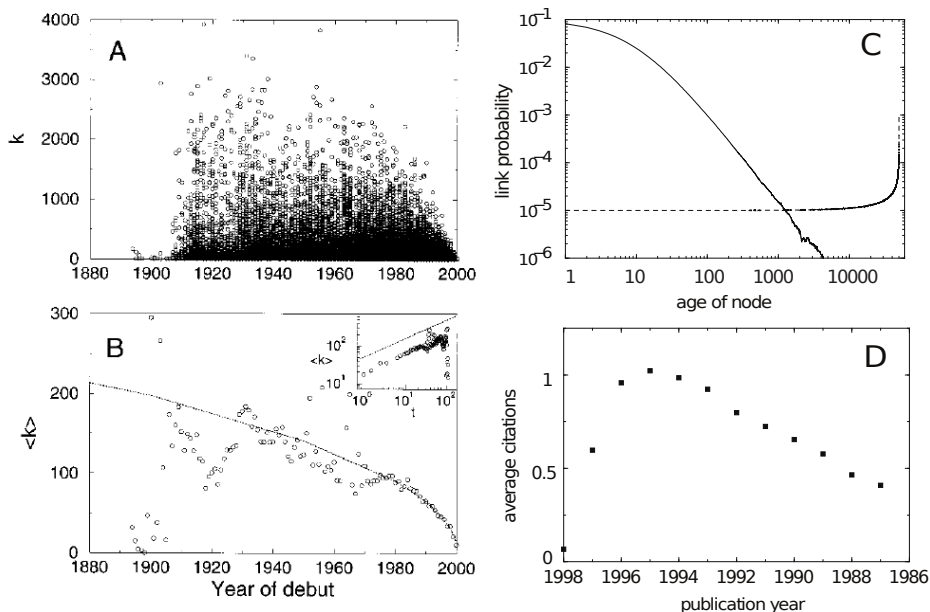 A
k
4000
3000
2000
1000
0
1880 1900 1920 1940 1960 1980 2000
Year of debut
B
<k>
300
200
100
0
1880 1900 1920 1940 1960 1980 2000
Year of debut
<k>
10²
10¹
10⁰ 10¹ 10²
t
C
link probability
10⁻¹
10⁻²
10⁻³
10⁻⁴
10⁻⁵
10⁻⁶
1 10 100 1000 10000
age of node
D
average citations
1
0.5
0
1998 1996 1994 1992 1990 1988 1986
publication year